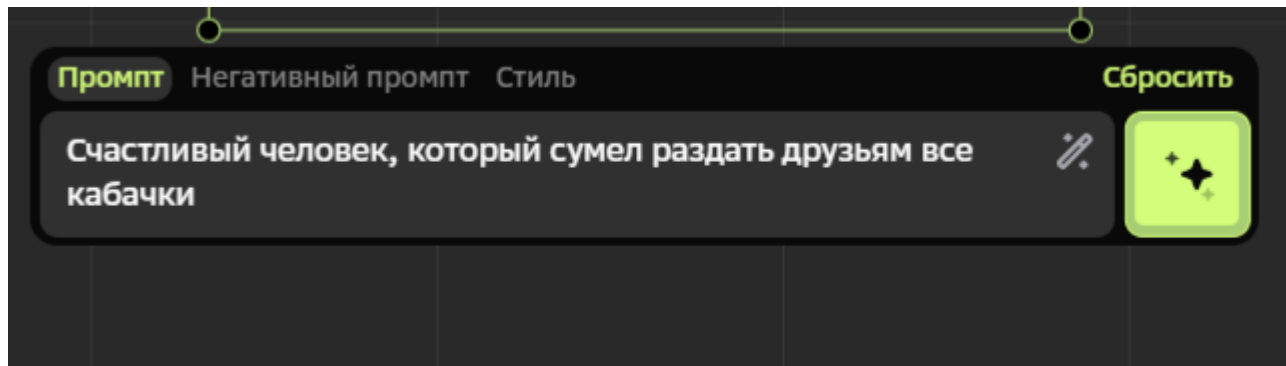 Промпт Негативный промпт Стиль Сбросить
Счастливый человек, который сумел раздать друзьям все
кабачки